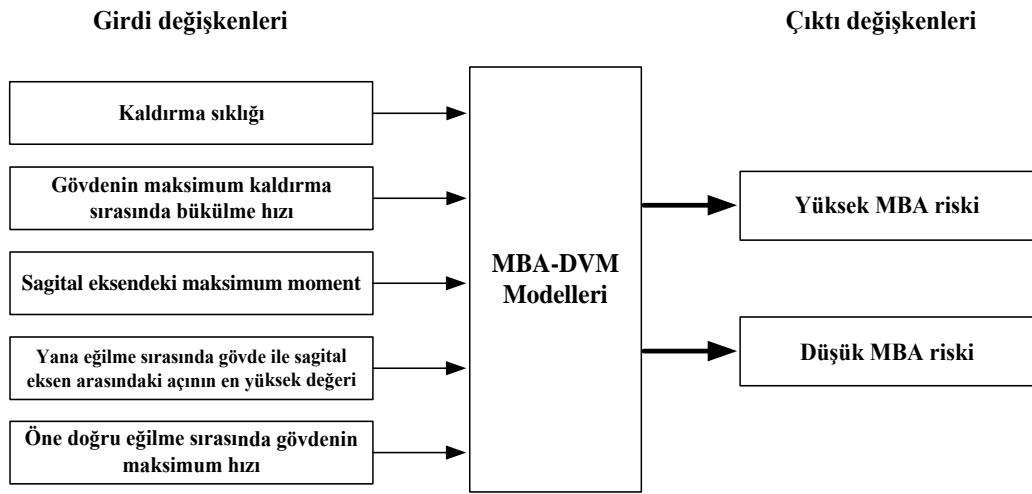 Girdi değişkenleri
Çıktı değişkenleri
Kaldırma sıklığı
Gövdenin maksimum kaldırma
sırasında bükülme hızı
Sagital eksendeki maksimum moment
Yana eğilme sırasında gövde ile sagital
eksen arasındaki açının en yüksek değeri
Öne doğru eğilme sırasında gövdenin
maksimum hızı
MBA-DVM
Modelleri
Yüksek MBA riski
Düşük MBA riski